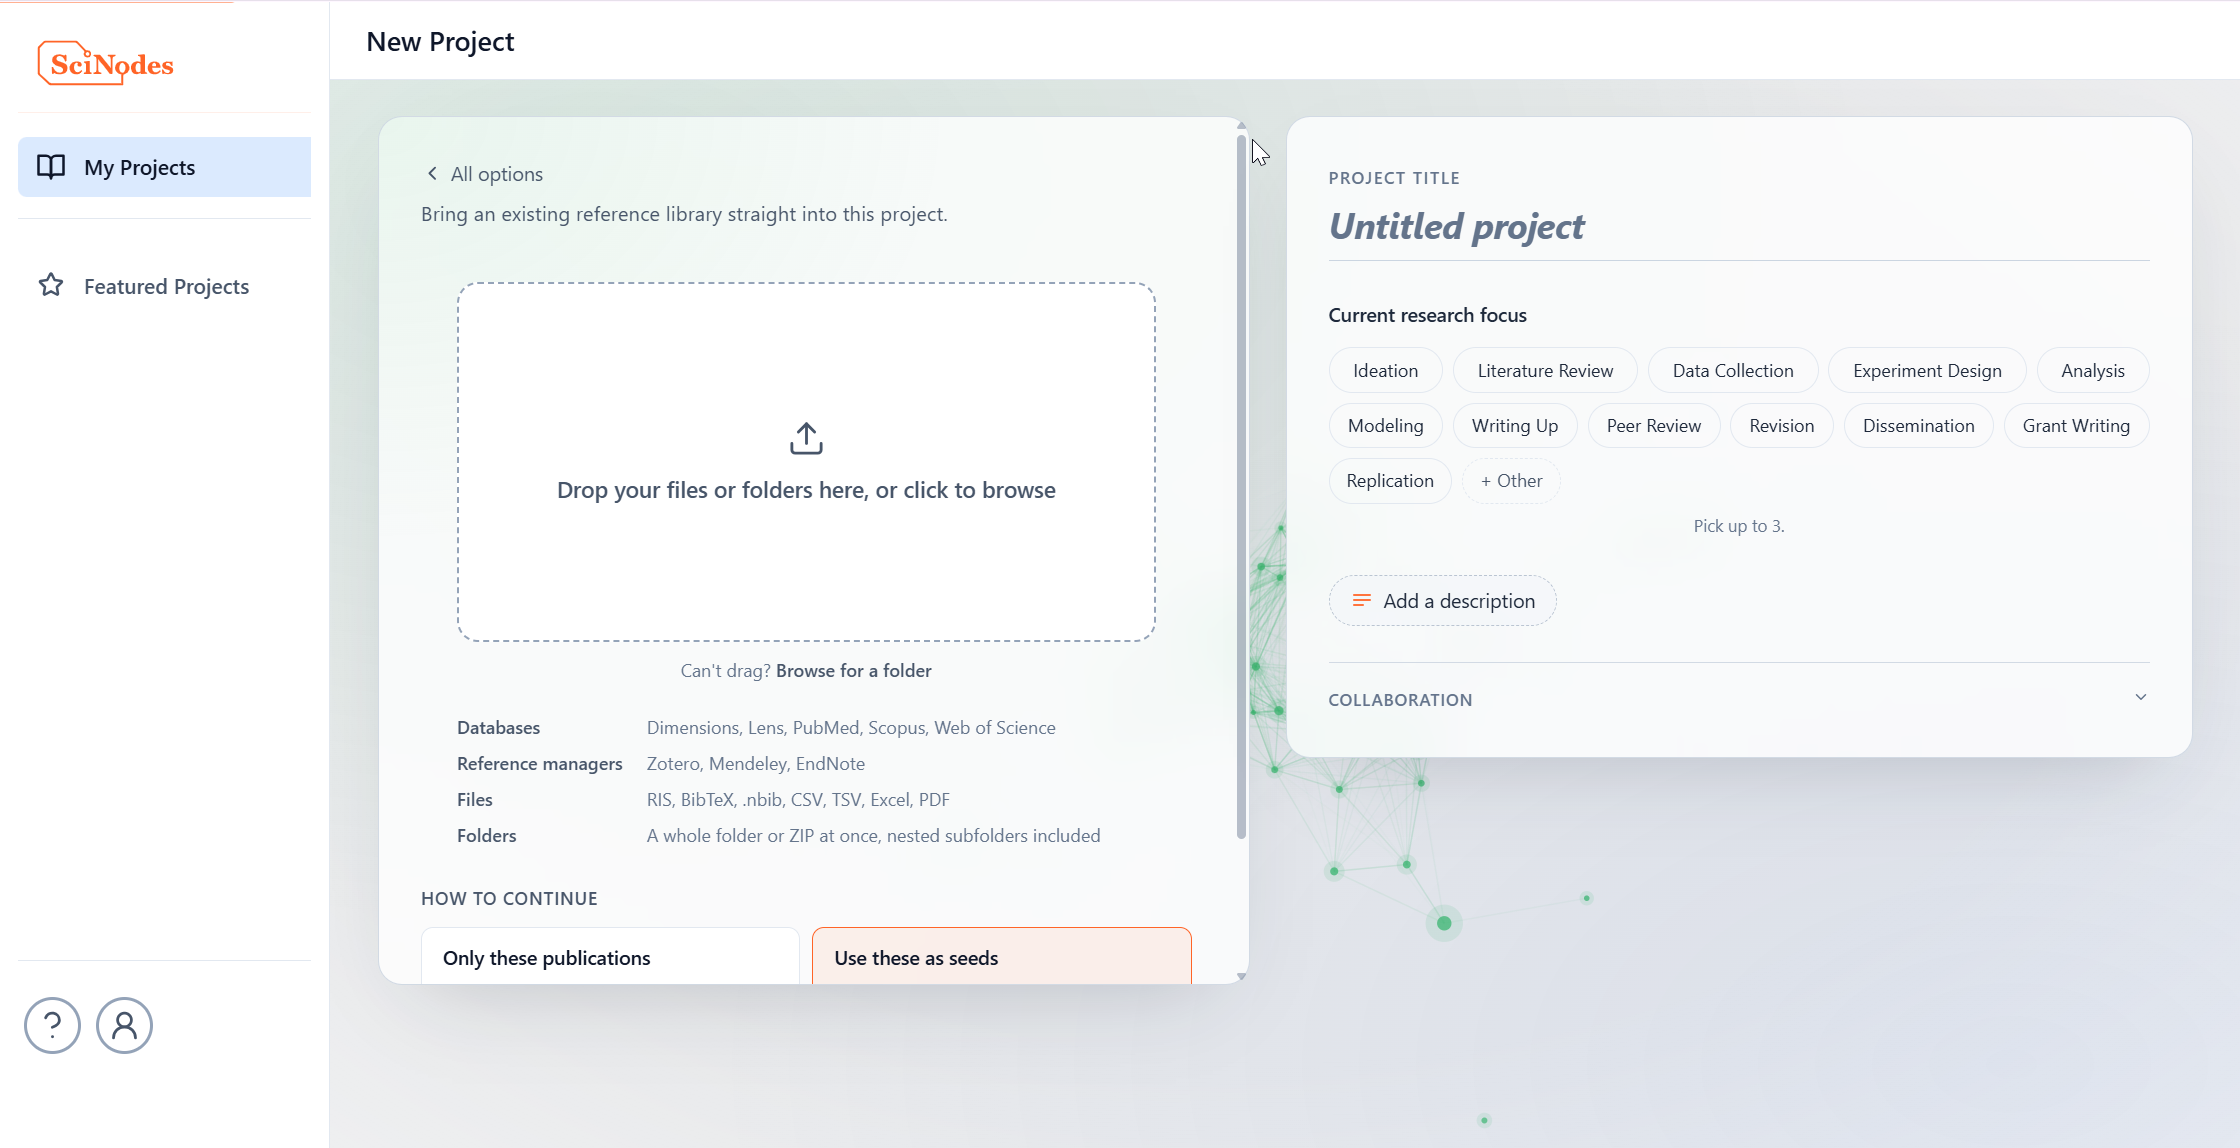 SciNodes
My Projects
Featured Projects
New Project
All options
Bring an existing reference library straight into this project.
Drop your files or folders here, or click to browse
Can't drag? Browse for a folder
Databases Dimensions, Lens, PubMed, Scopus, Web of Science
Reference managers Zotero, Mendeley, EndNote
Files RIS, BibTeX, .nbib, CSV, TSV, Excel, PDF
Folders A whole folder or ZIP at once, nested subfolders included
HOW TO CONTINUE
Only these publications
Use these as seeds
PROJECT TITLE
Untitled project
Current research focus
Ideation Literature Review Data Collection Experiment Design Analysis
Modeling Writing Up Peer Review Revision Dissemination Grant Writing
Replication + Other
Pick up to 3.
Add a description
COLLABORATION